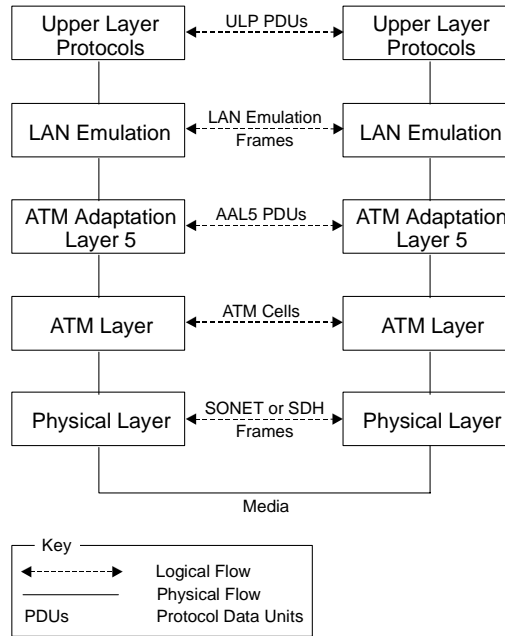 Upper Layer
Protocols
ULP PDUs
Upper Layer
Protocols
LAN Emulation
LAN Emulation
Frames
LAN Emulation
ATM Adaptation
Layer 5
AAL5 PDUs
ATM Adaptation
Layer 5
ATM Layer
ATM Cells
ATM Layer
Physical Layer
SONET or SDH
Frames
Physical Layer
Media
Key
Logical Flow
Physical Flow
PDUs Protocol Data Units